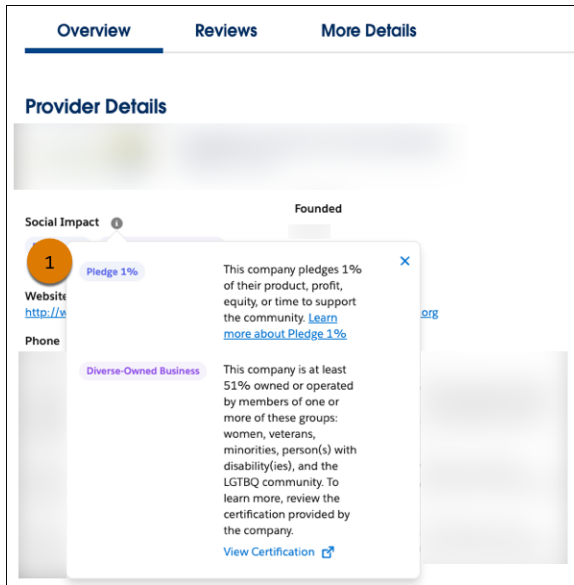 Overview Reviews More Details
Provider Details
Social Impact
Founded
1
Pledge 1%
This company pledges 1%
of their product, profit,
equity, or time to support
the community. Learn
more about Pledge 1%
Website
http://w
org
Phone
Diverse-Owned Business
This company is at least
51% owned or operated
by members of one or
more of these groups:
women, veterans,
minorities, person(s) with
disability(ies), and the
LGTBQ community. To
learn more, review the
certification provided by
the company.
View Certification